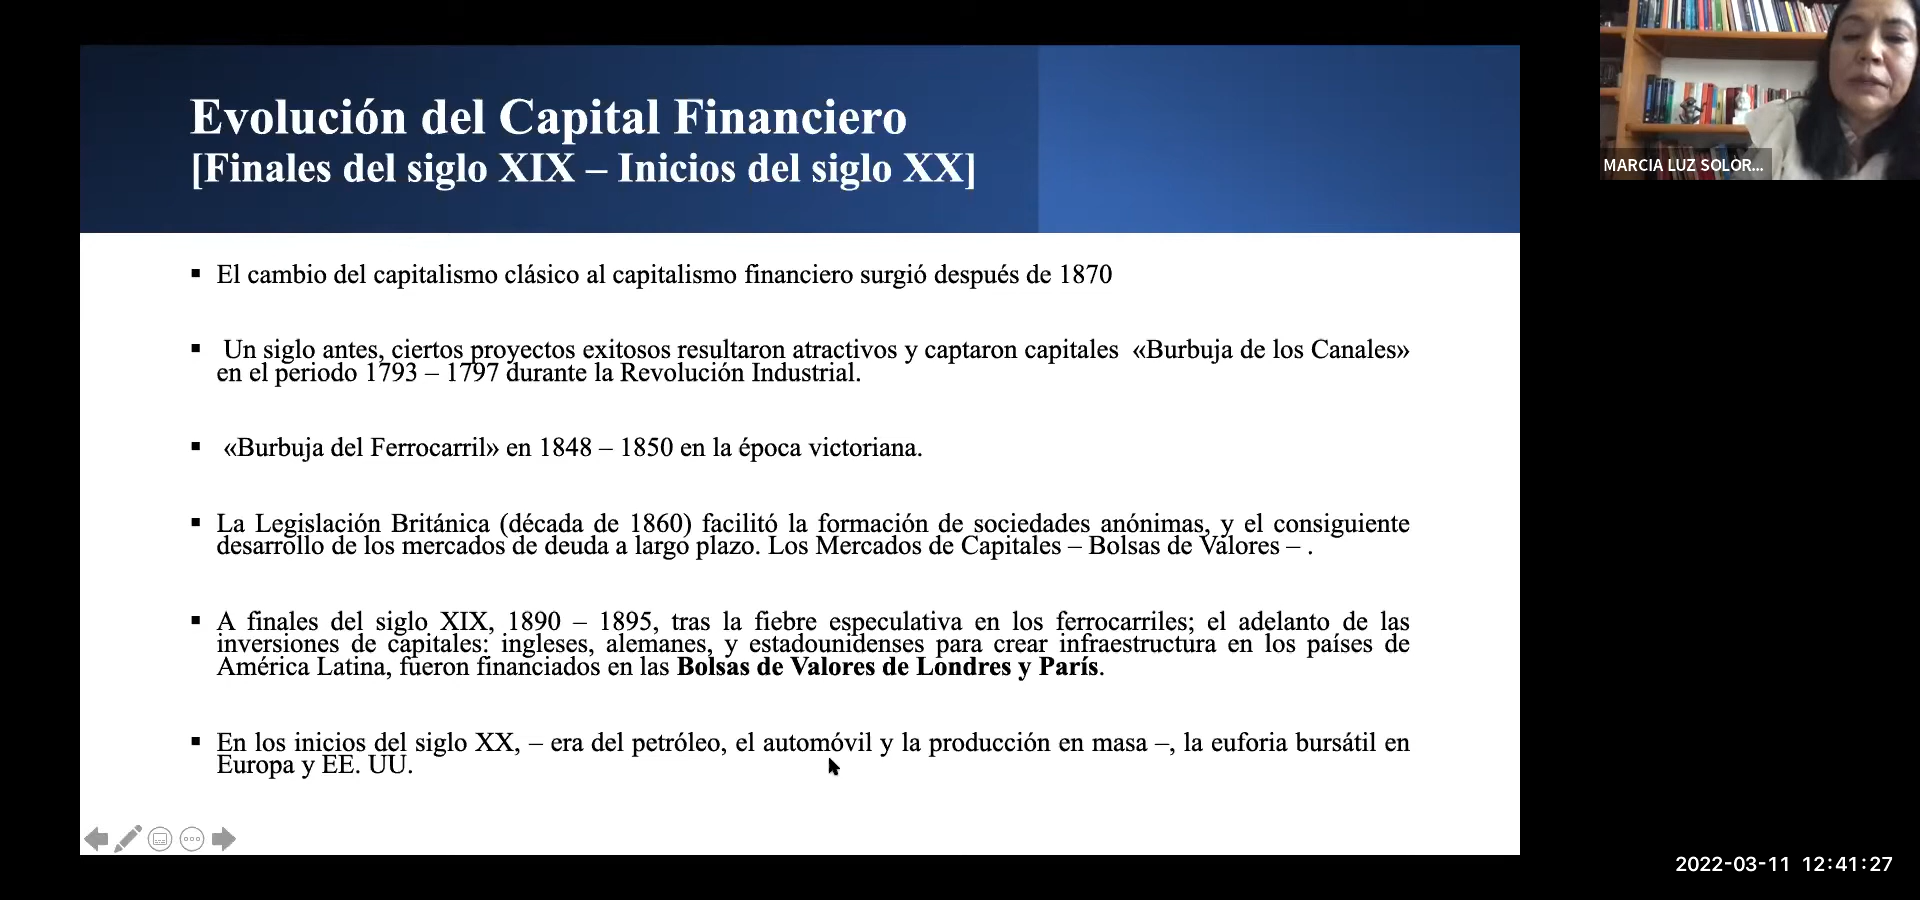 Evolución del Capital Financiero
[Finales del siglo XIX – Inicios del siglo XX]
▪ El cambio del capitalismo clásico al capitalismo financiero surgió después de 1870
▪ Un siglo antes, ciertos proyectos exitosos resultaron atractivos y captaron capitales «Burbuja de los Canales»
en el periodo 1793 – 1797 durante la Revolución Industrial.
▪ «Burbuja del Ferrocarril» en 1848 – 1850 en la época victoriana.
▪ La Legislación Británica (década de 1860) facilitó la formación de sociedades anónimas, y el consiguiente
desarrollo de los mercados de deuda a largo plazo. Los Mercados de Capitales – Bolsas de Valores – .
▪ A finales del siglo XIX, 1890 – 1895, tras la fiebre especulativa en los ferrocarriles; el adelanto de las
inversiones de capitales: ingleses, alemanes, y estadounidenses para crear infraestructura en los países de
América Latina, fueron financiados en las Bolsas de Valores de Londres y París.
▪ En los inicios del siglo XX, – era del petróleo, el automóvil y la producción en masa –, la euforia bursátil en
Europa y EE. UU.
MARCIA LUZ SOLOR...
2022-03-11 12:41:27